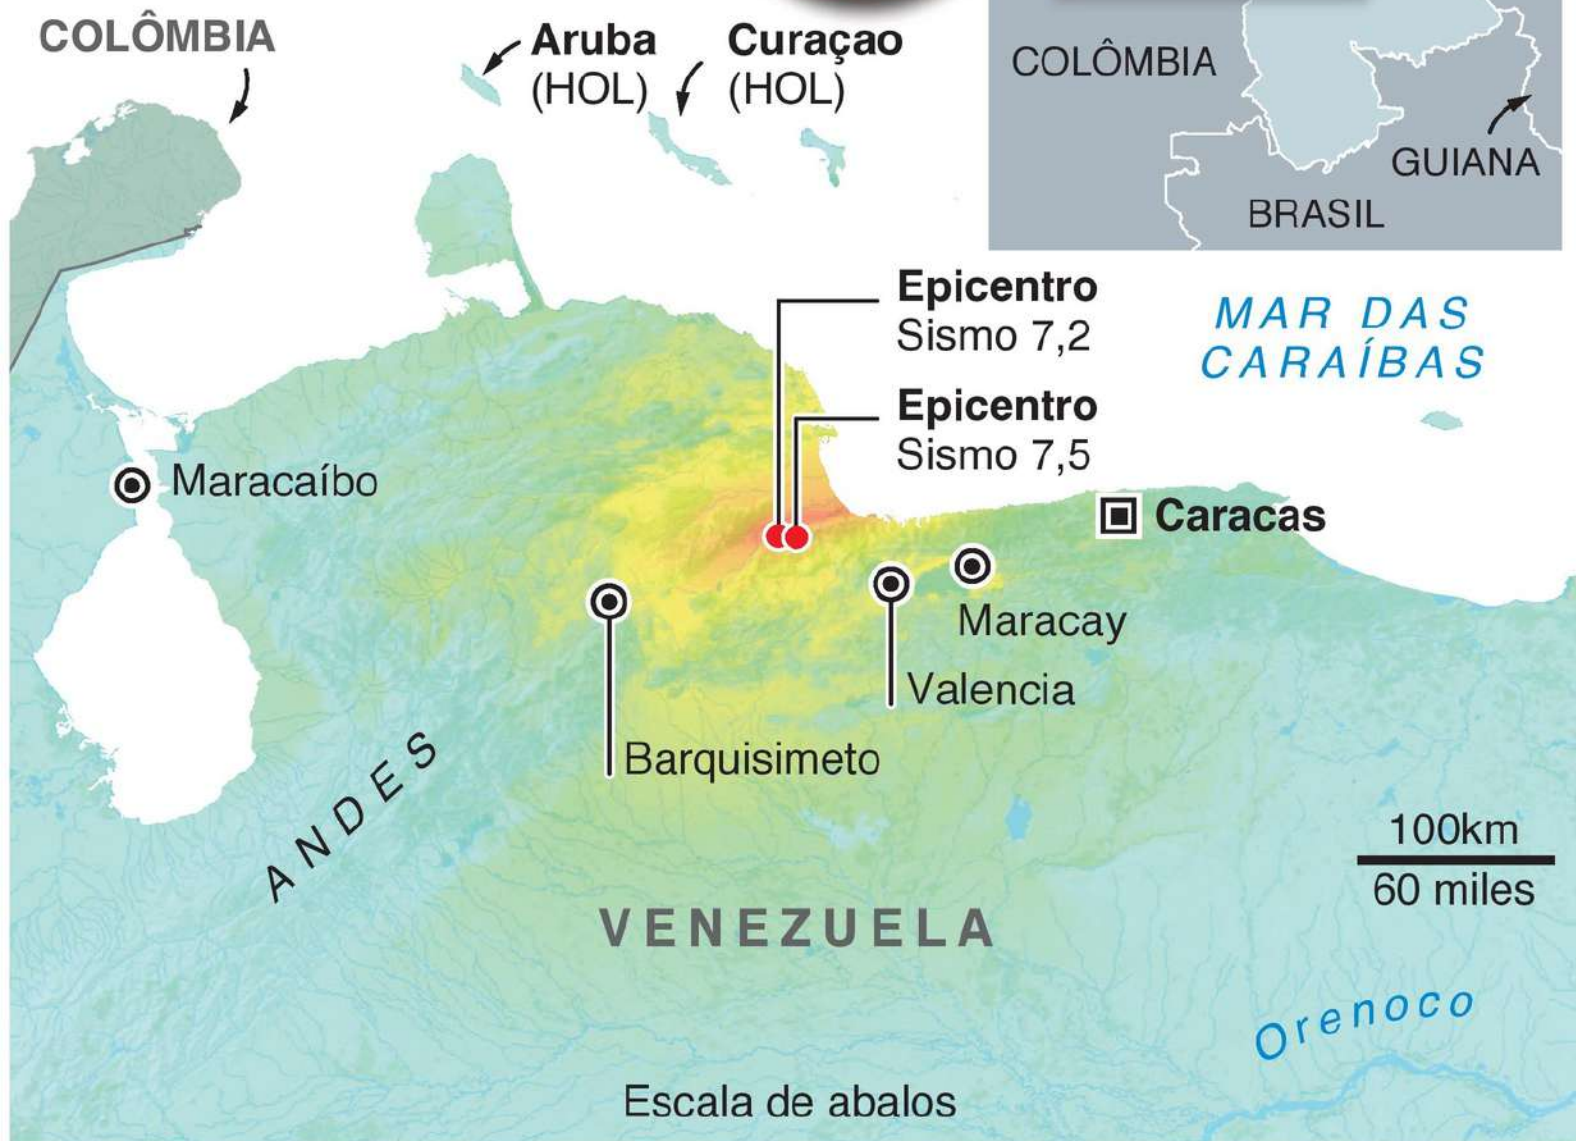 COLÔMBIA
Aruba
(HOL)
Curaçao
(HOL)
COLÔMBIA
GUIANA
BRASIL
Epicentro
Sismo 7,2
MAR DAS
CARAÍBAS
Epicentro
Sismo 7,5
Maracaíbo
Caracas
Maracay
Valencia
Barquisimeto
ANDES
100km
60 miles
VENEZUELA
Orenoco
Escala de abalos